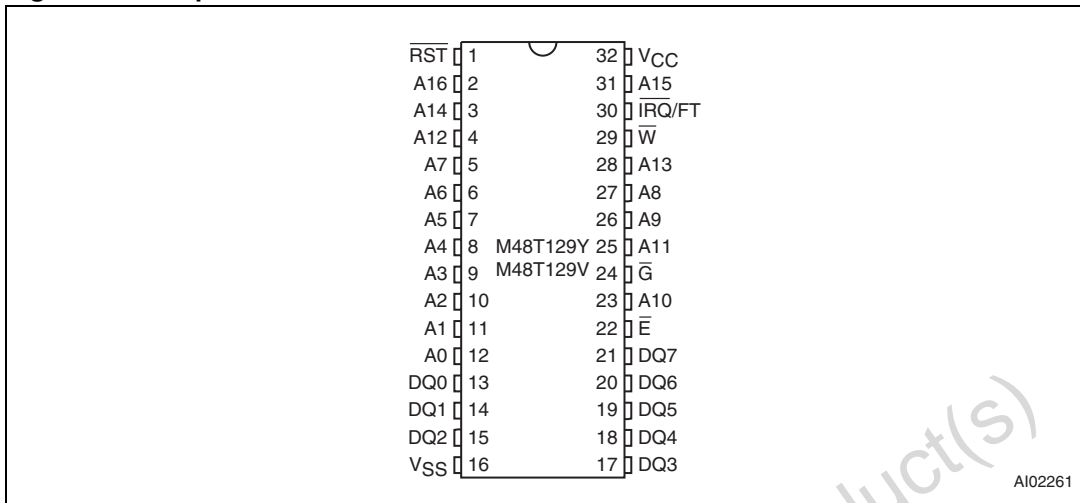 RST 1 32 VCC
A16 2 31 A15
A14 3 30 IRQ/FT
A12 4 29 W
A7 5 28 A13
A6 6 27 A8
A5 7 26 A9
A4 8 M48T129Y 25 A11
A3 9 M48T129V 24 G
A2 10 23 A10
A1 11 22 E
A0 12 21 DQ7
DQ0 13 20 DQ6
DQ1 14 19 DQ5
DQ2 15 18 DQ4
VSS 16 17 DQ3
AI02261